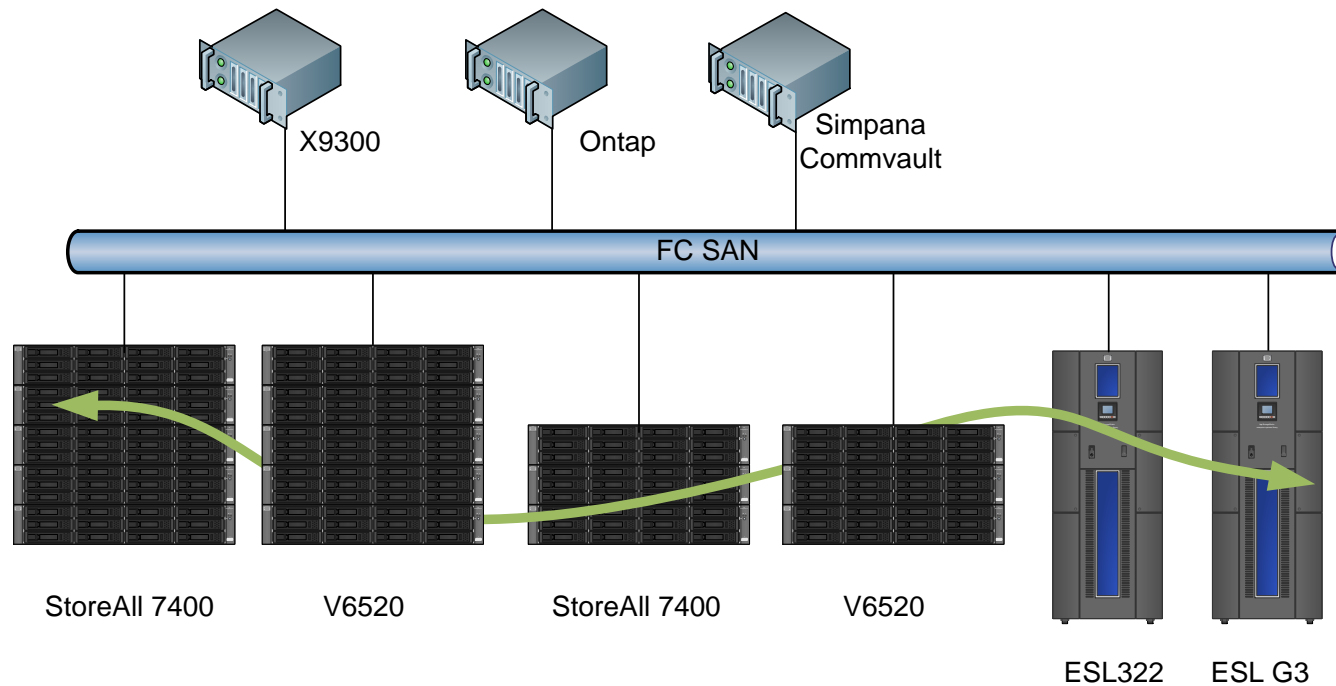 X9300
Ontap
Simpana
Commvault
FC SAN
StoreAll 7400
V6520
StoreAll 7400
V6520
ESL322
ESL G3